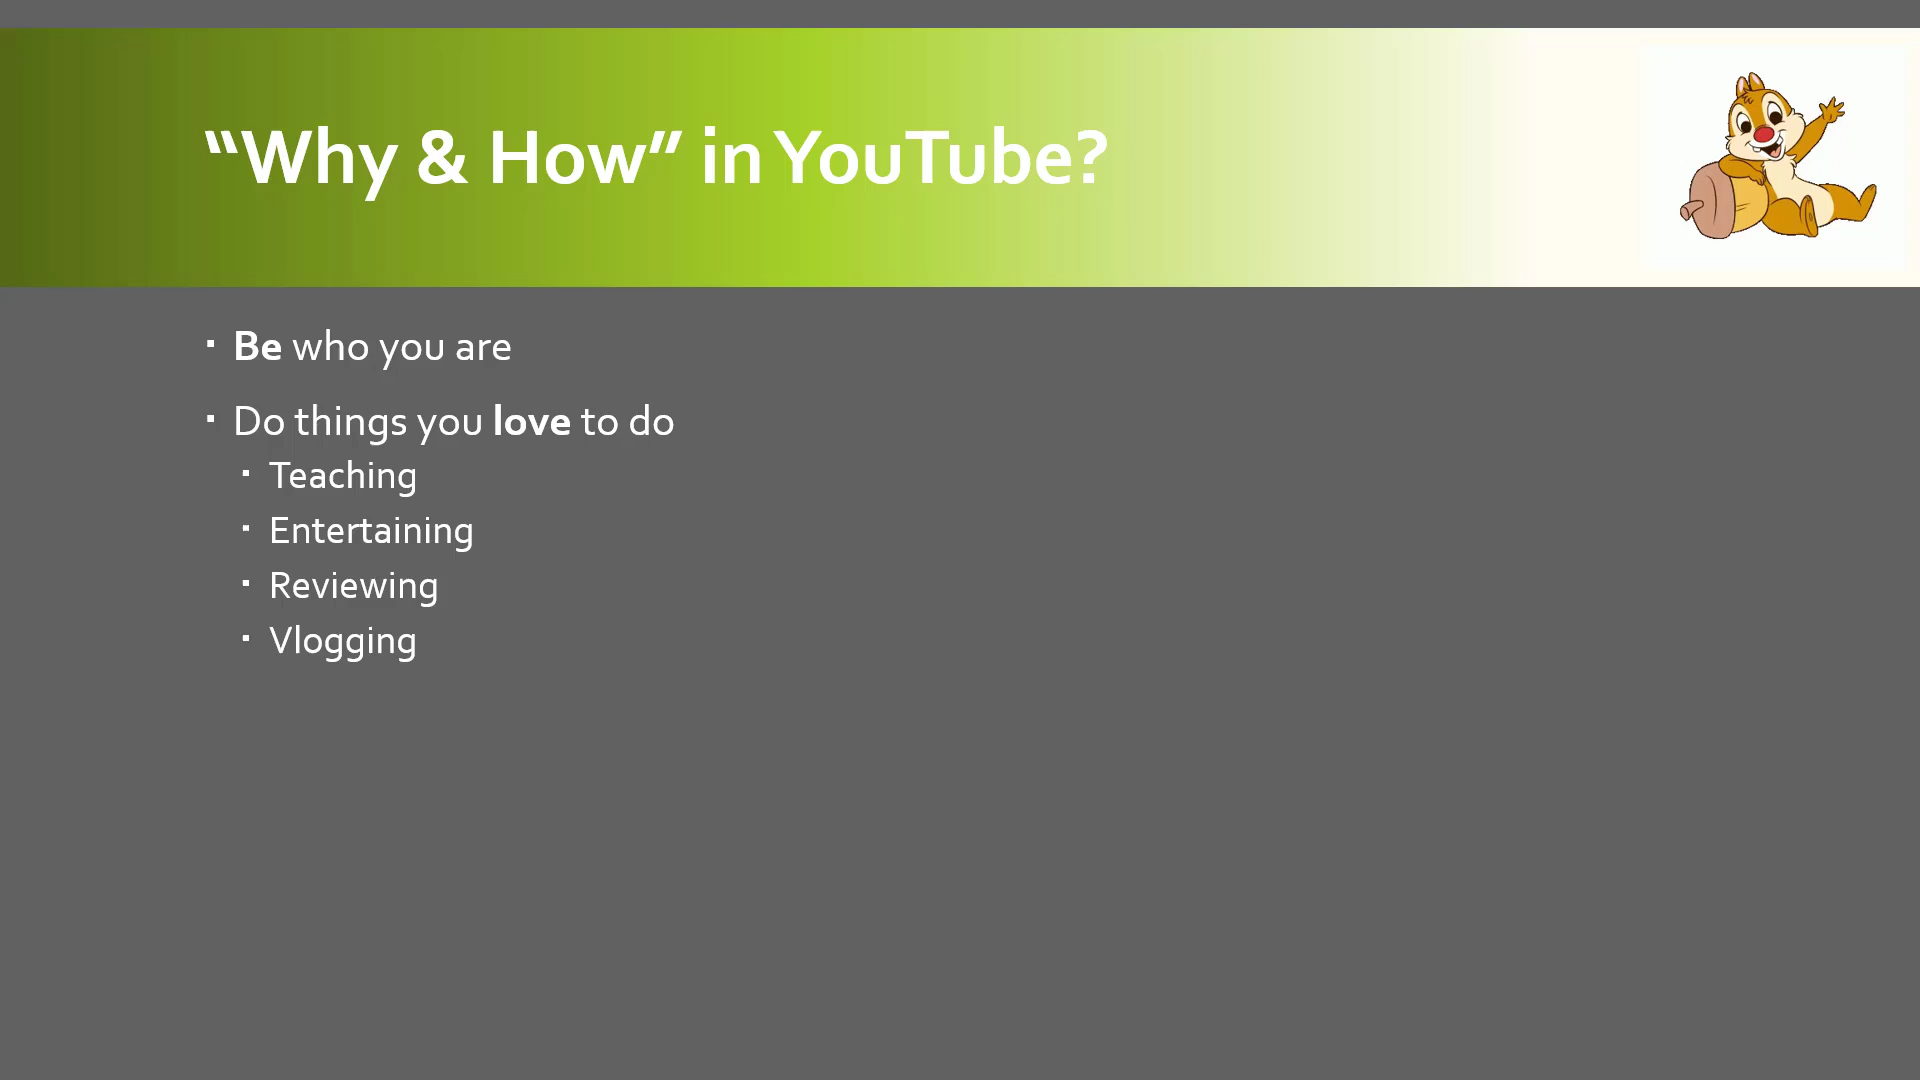 “Why & How” in YouTube?
▪ Be who you are
▪ Do things you love to do
▪ Teaching
▪ Entertaining
▪ Reviewing
▪ Vlogging